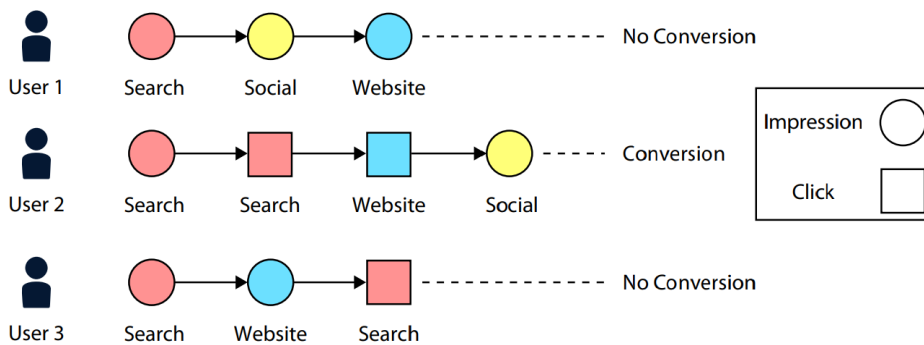 No Conversion
User 1
Search
Social
Website
Impression
Conversion
Click
User 2
Search
Search
Website
Social
No Conversion
User 3
Search
Website
Search